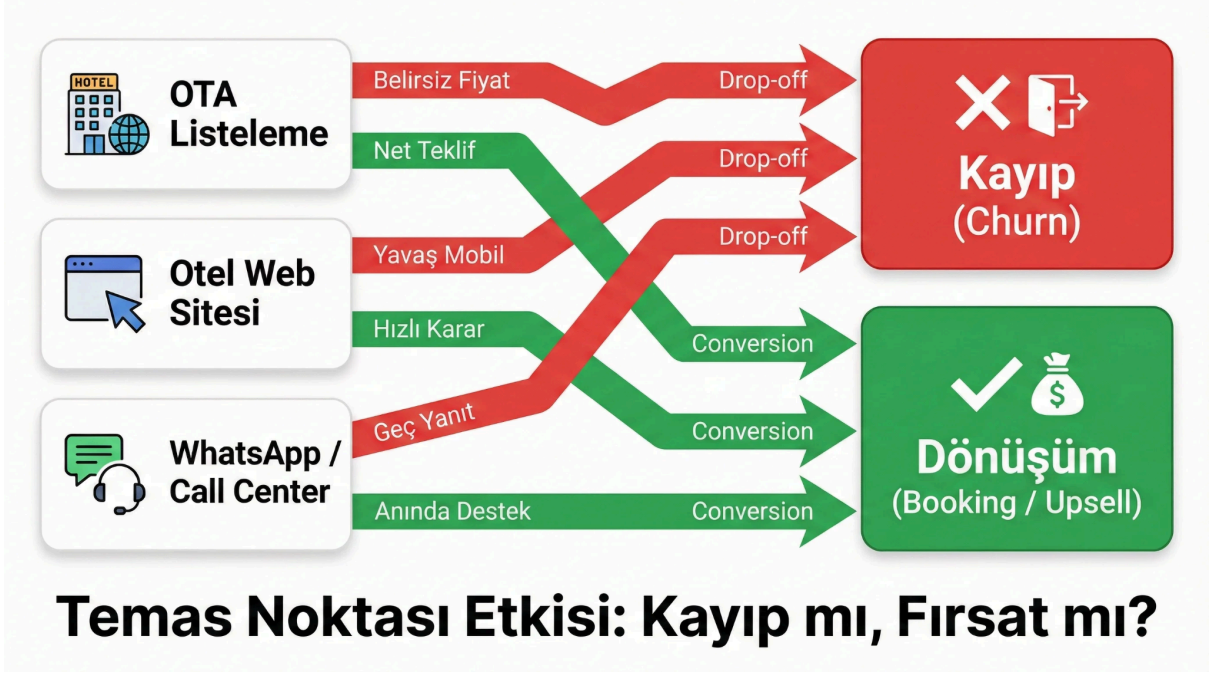 HOTEL
OTA
Listeleme
Belirsiz Fiyat
Drop-off
Net Teklif
Drop-off
Kayıp
(Churn)
Otel Web
Sitesi
Yavaş Mobil
Drop-off
Hızlı Karar
Conversion
WhatsApp /
Call Center
Geç Yanıt
Conversion
Anında Destek
Conversion
$
Dönüşüm
(Booking / Upsell)
Temas Noktası Etkisi: Kayıp mı, Fırsat mı?